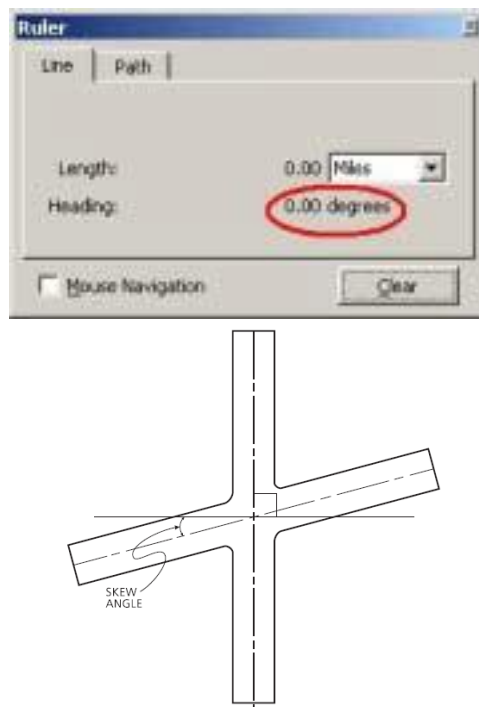 Ruler
Line Path
Length: 0.00 Miles
Heading: 0.00 degrees
Mouse Navigation Clear
SKEW
ANGLE